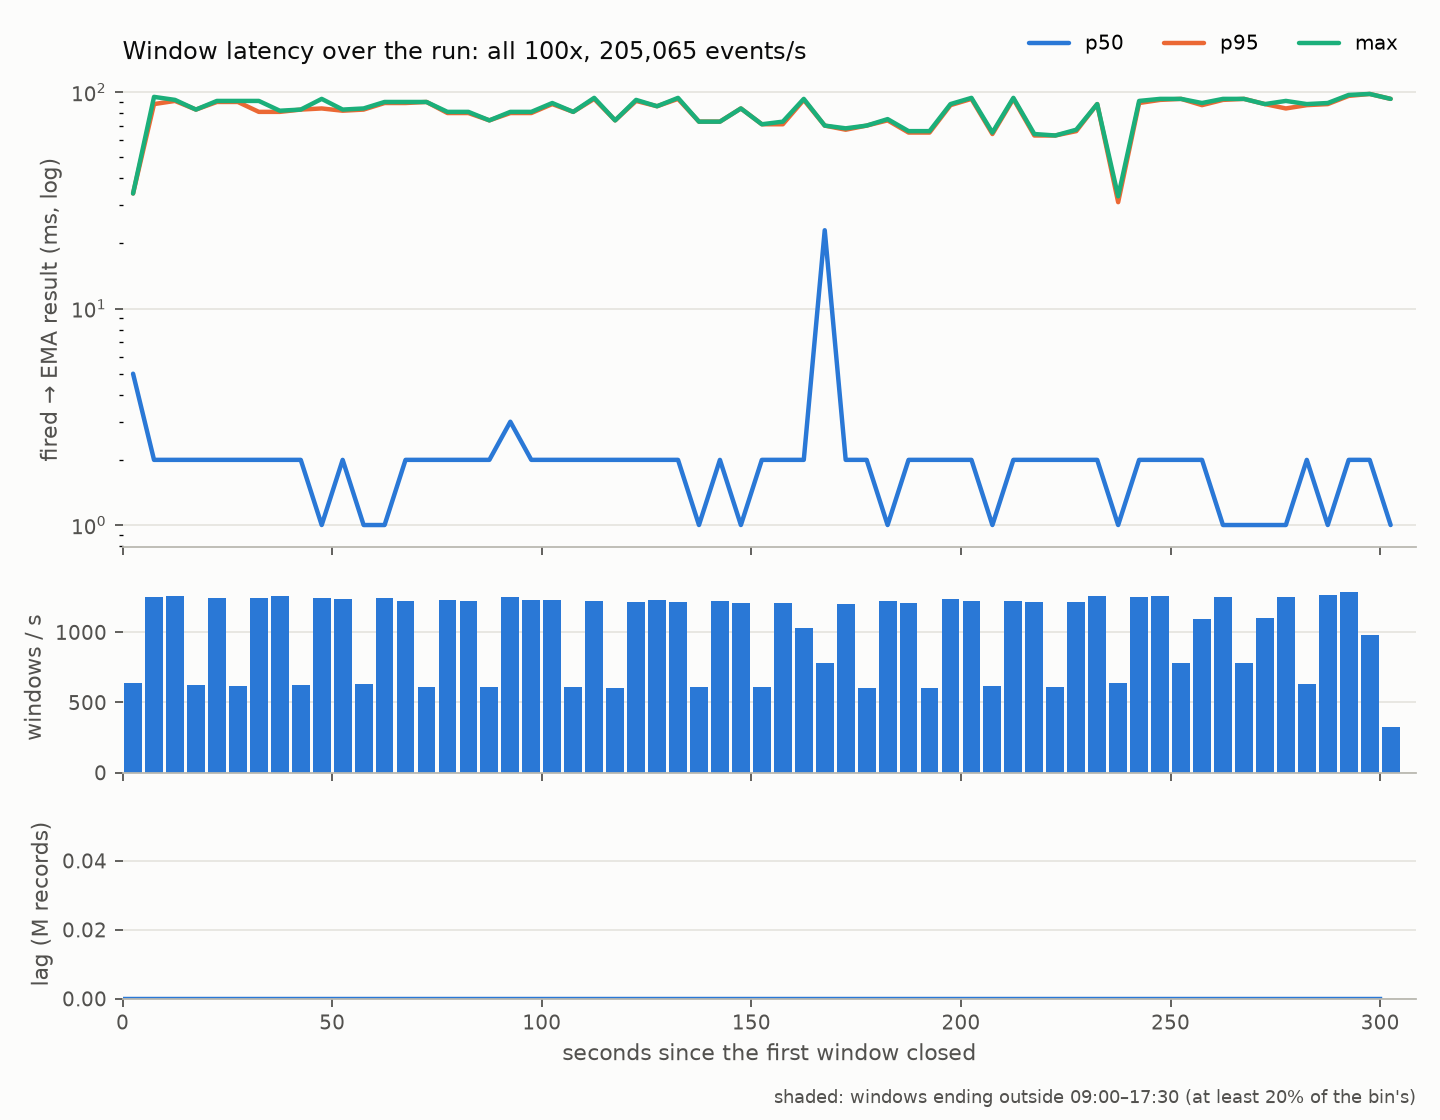 Window latency over the run: all 100x, 205,065 events/s
p50 p95 max
fired → EMA result (ms, log)
10²
10¹
10⁰
windows / s
1000
500
0
lag (M records)
0.04
0.02
0.00
0 50 100 150 200 250 300
seconds since the first window closed
shaded: windows ending outside 09:00–17:30 (at least 20% of the bin's)